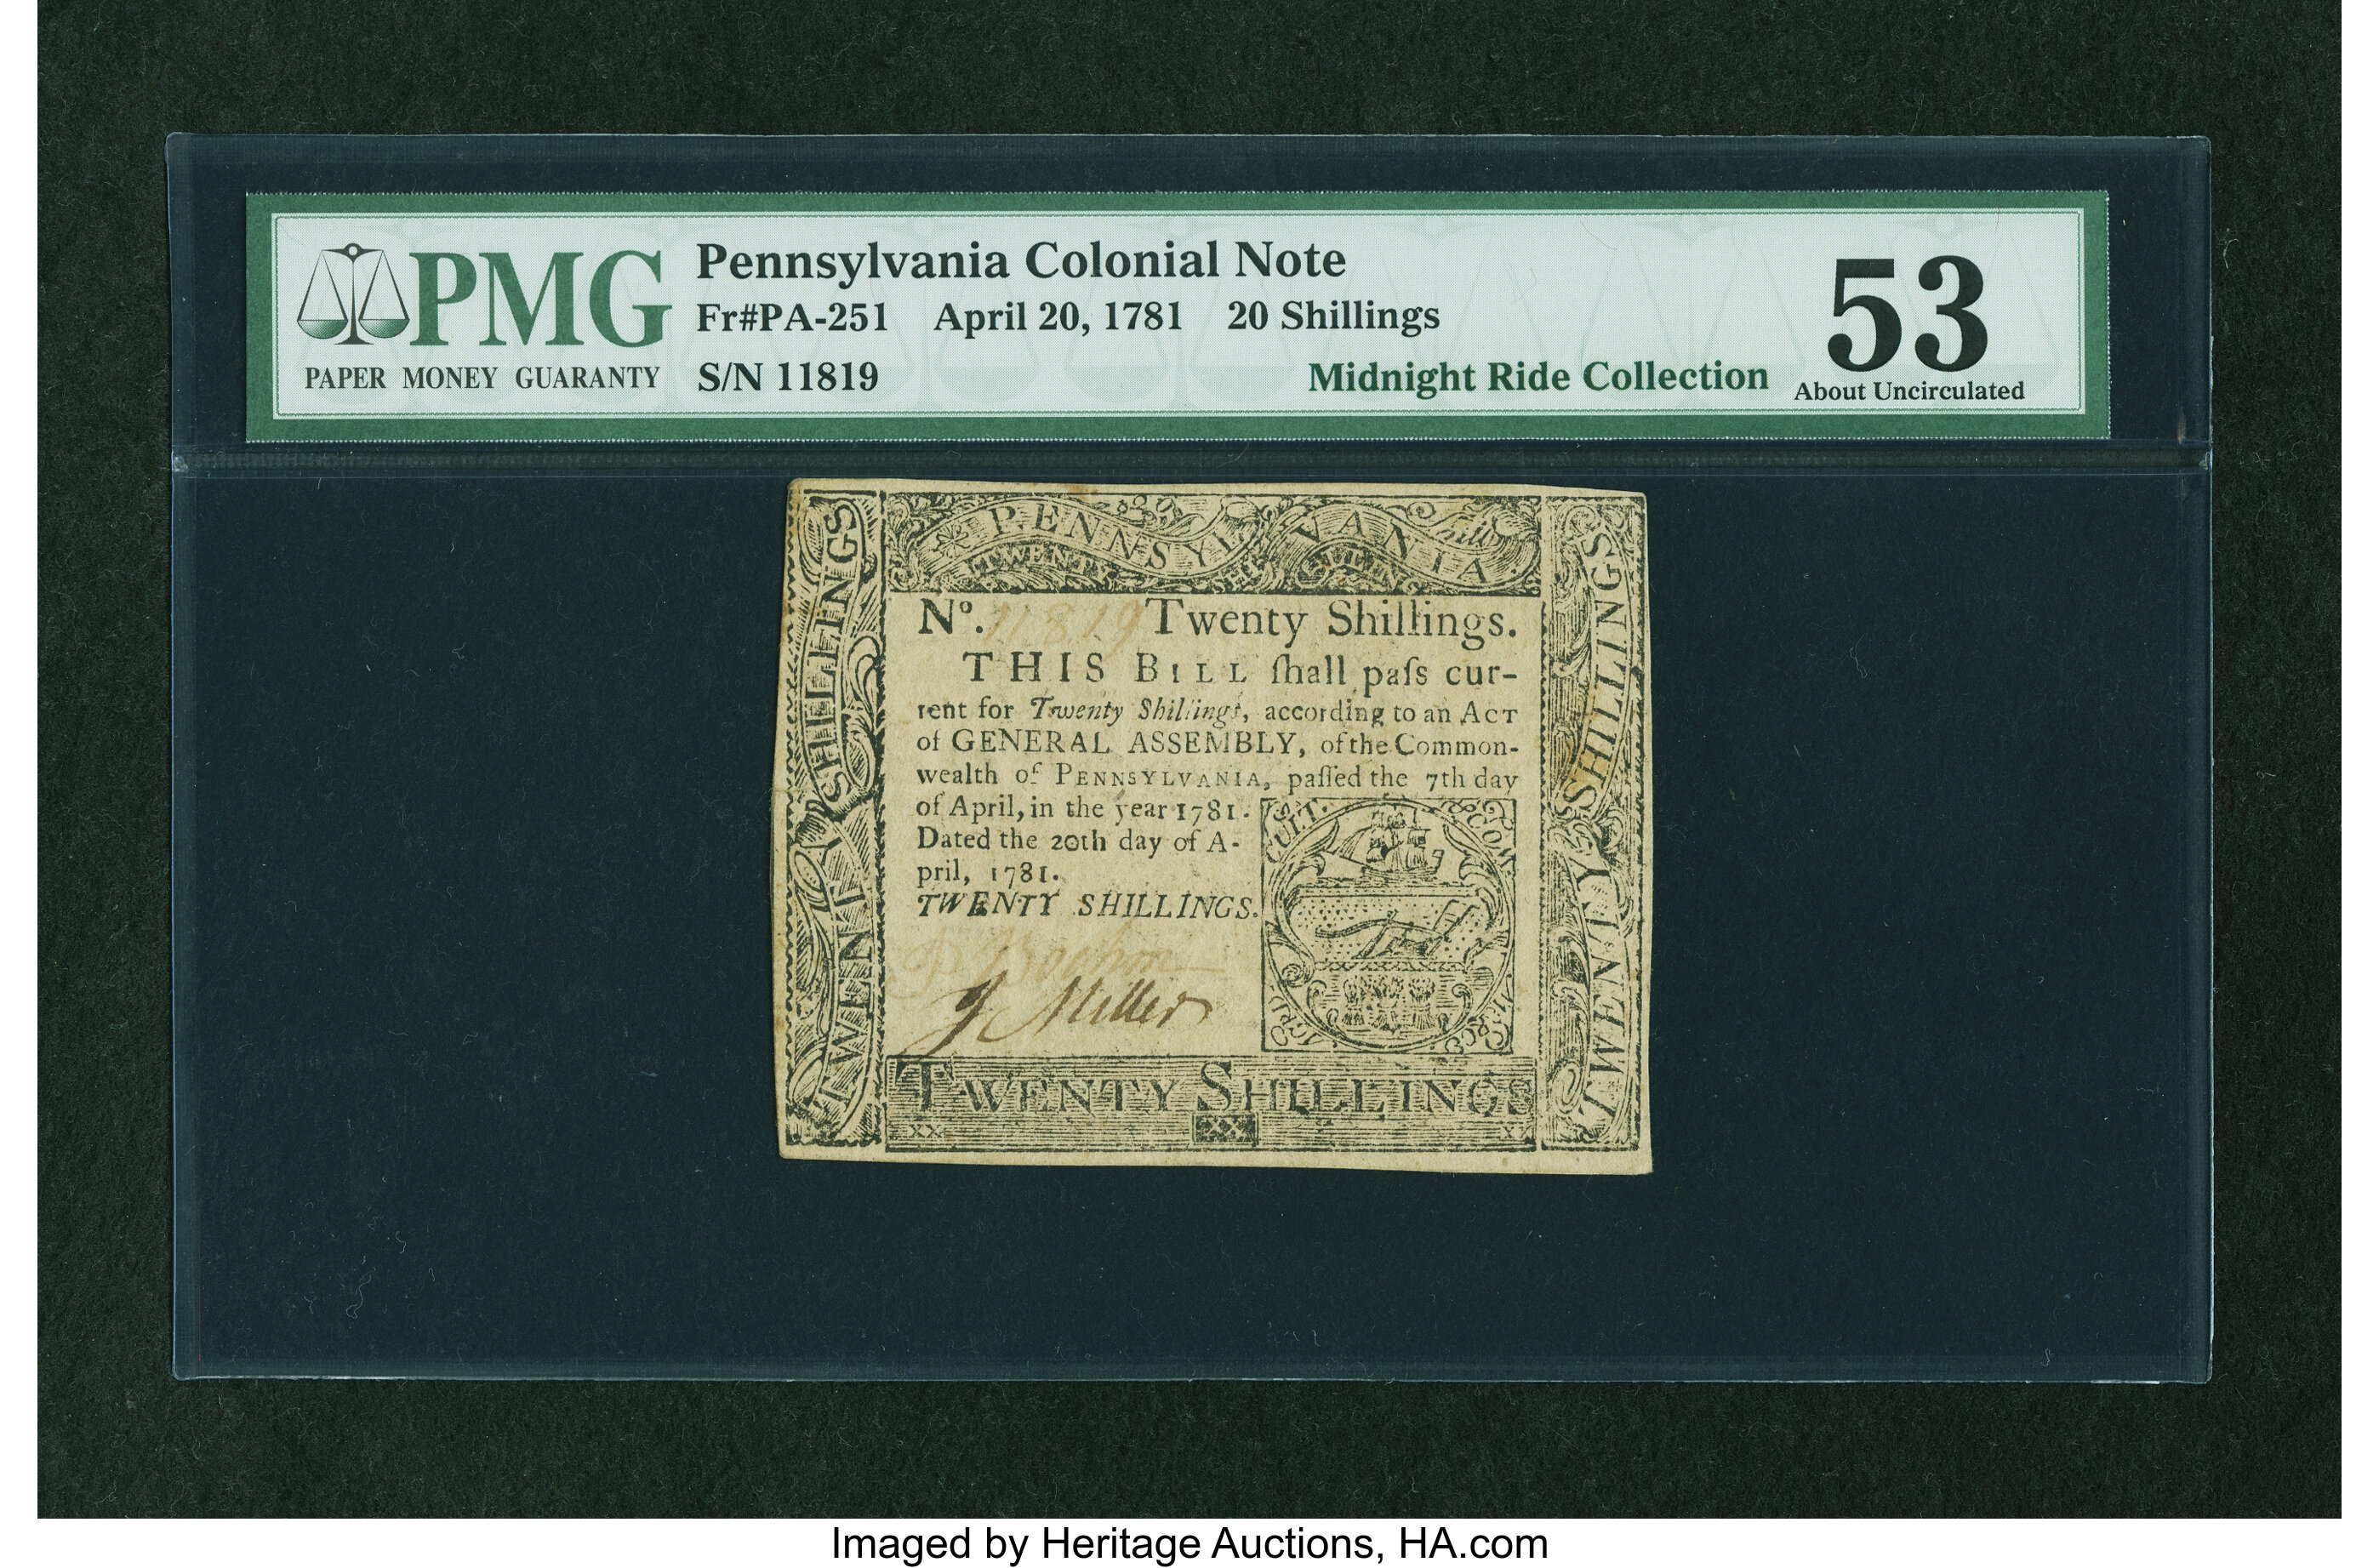 PMG
PAPER MONEY GUARANTY
Pennsylvania Colonial Note
Fr#PA-251 April 20, 1781 20 Shillings
S/N 11819
Midnight Ride Collection
53
About Uncirculated
PENNSYLVANIA
TWENTY SHILLINGS
TWENTY SHILLINGS
Nº. 11819 Twenty Shillings.
THIS BILL ſhall paſs cur-
rent for Twenty Shillings, according to an ACT
of GENERAL ASSEMBLY, of the Common-
wealth of PENNSYLVANIA, paſſed the 7th day
of April, in the year 1781.
Dated the 20th day of A-
pril, 1781.
TWENTY SHILLINGS.
J Miller
TWENTY SHILLINGS
XX XX
TWENTY SHILLINGS
Imaged by Heritage Auctions, HA.com